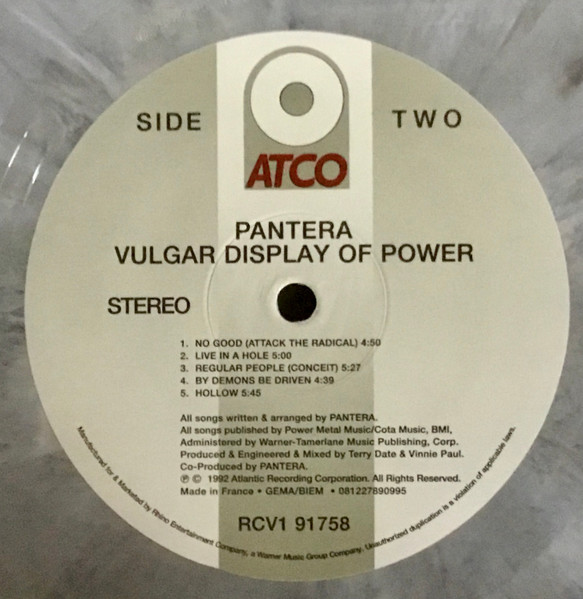 SIDE TWO
ATCO
PANTERA
VULGAR DISPLAY OF POWER
STEREO
1. NO GOOD (ATTACK THE RADICAL) 4:50
2. LIVE IN A HOLE 5:00
3. REGULAR PEOPLE (CONCEIT) 5:27
4. BY DEMONS BE DRIVEN 4:39
5. HOLLOW 5:45
All songs written & arranged by PANTERA.
All songs published by Power Metal Music/Cota Music, BMI,
Administered by Warner-Tamerlane Music Publishing, Corp.
Produced & Engineered & Mixed by Terry Date & Vinnie Paul.
Co-Produced by PANTERA.
℗ © 1992 Atlantic Recording Corporation. All Rights Reserved.
Made in France • GEMA/BIEM • 081227890995
RCV1 91758
Manufactured for & Marketed by Rhino Entertainment Company, a Warner Music Group Company. Unauthorized duplication is a violation of applicable laws.